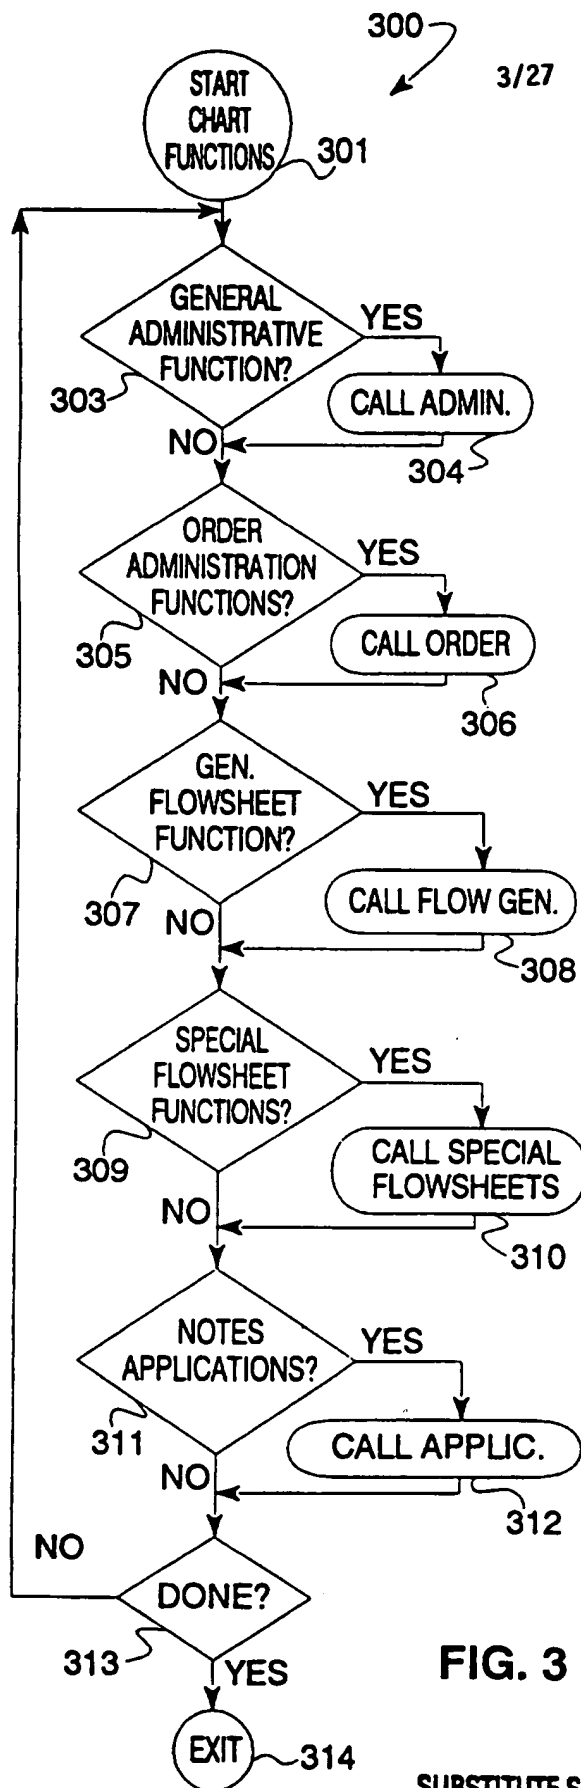 300
3/27
START
CHART
FUNCTIONS
301
GENERAL
ADMINISTRATIVE
FUNCTION?
YES
303
CALL ADMIN.
NO
304
ORDER
ADMINISTRATION
FUNCTIONS?
YES
305
CALL ORDER
NO
306
GEN.
FLOWSHEET
FUNCTION?
YES
307
CALL FLOW GEN.
NO
308
SPECIAL
FLOWSHEET
FUNCTIONS?
YES
309
CALL SPECIAL
FLOWSHEETS
NO
310
NOTES
APPLICATIONS?
YES
311
CALL APPLIC.
NO
312
NO
DONE?
313
YES
FIG. 3
EXIT
314